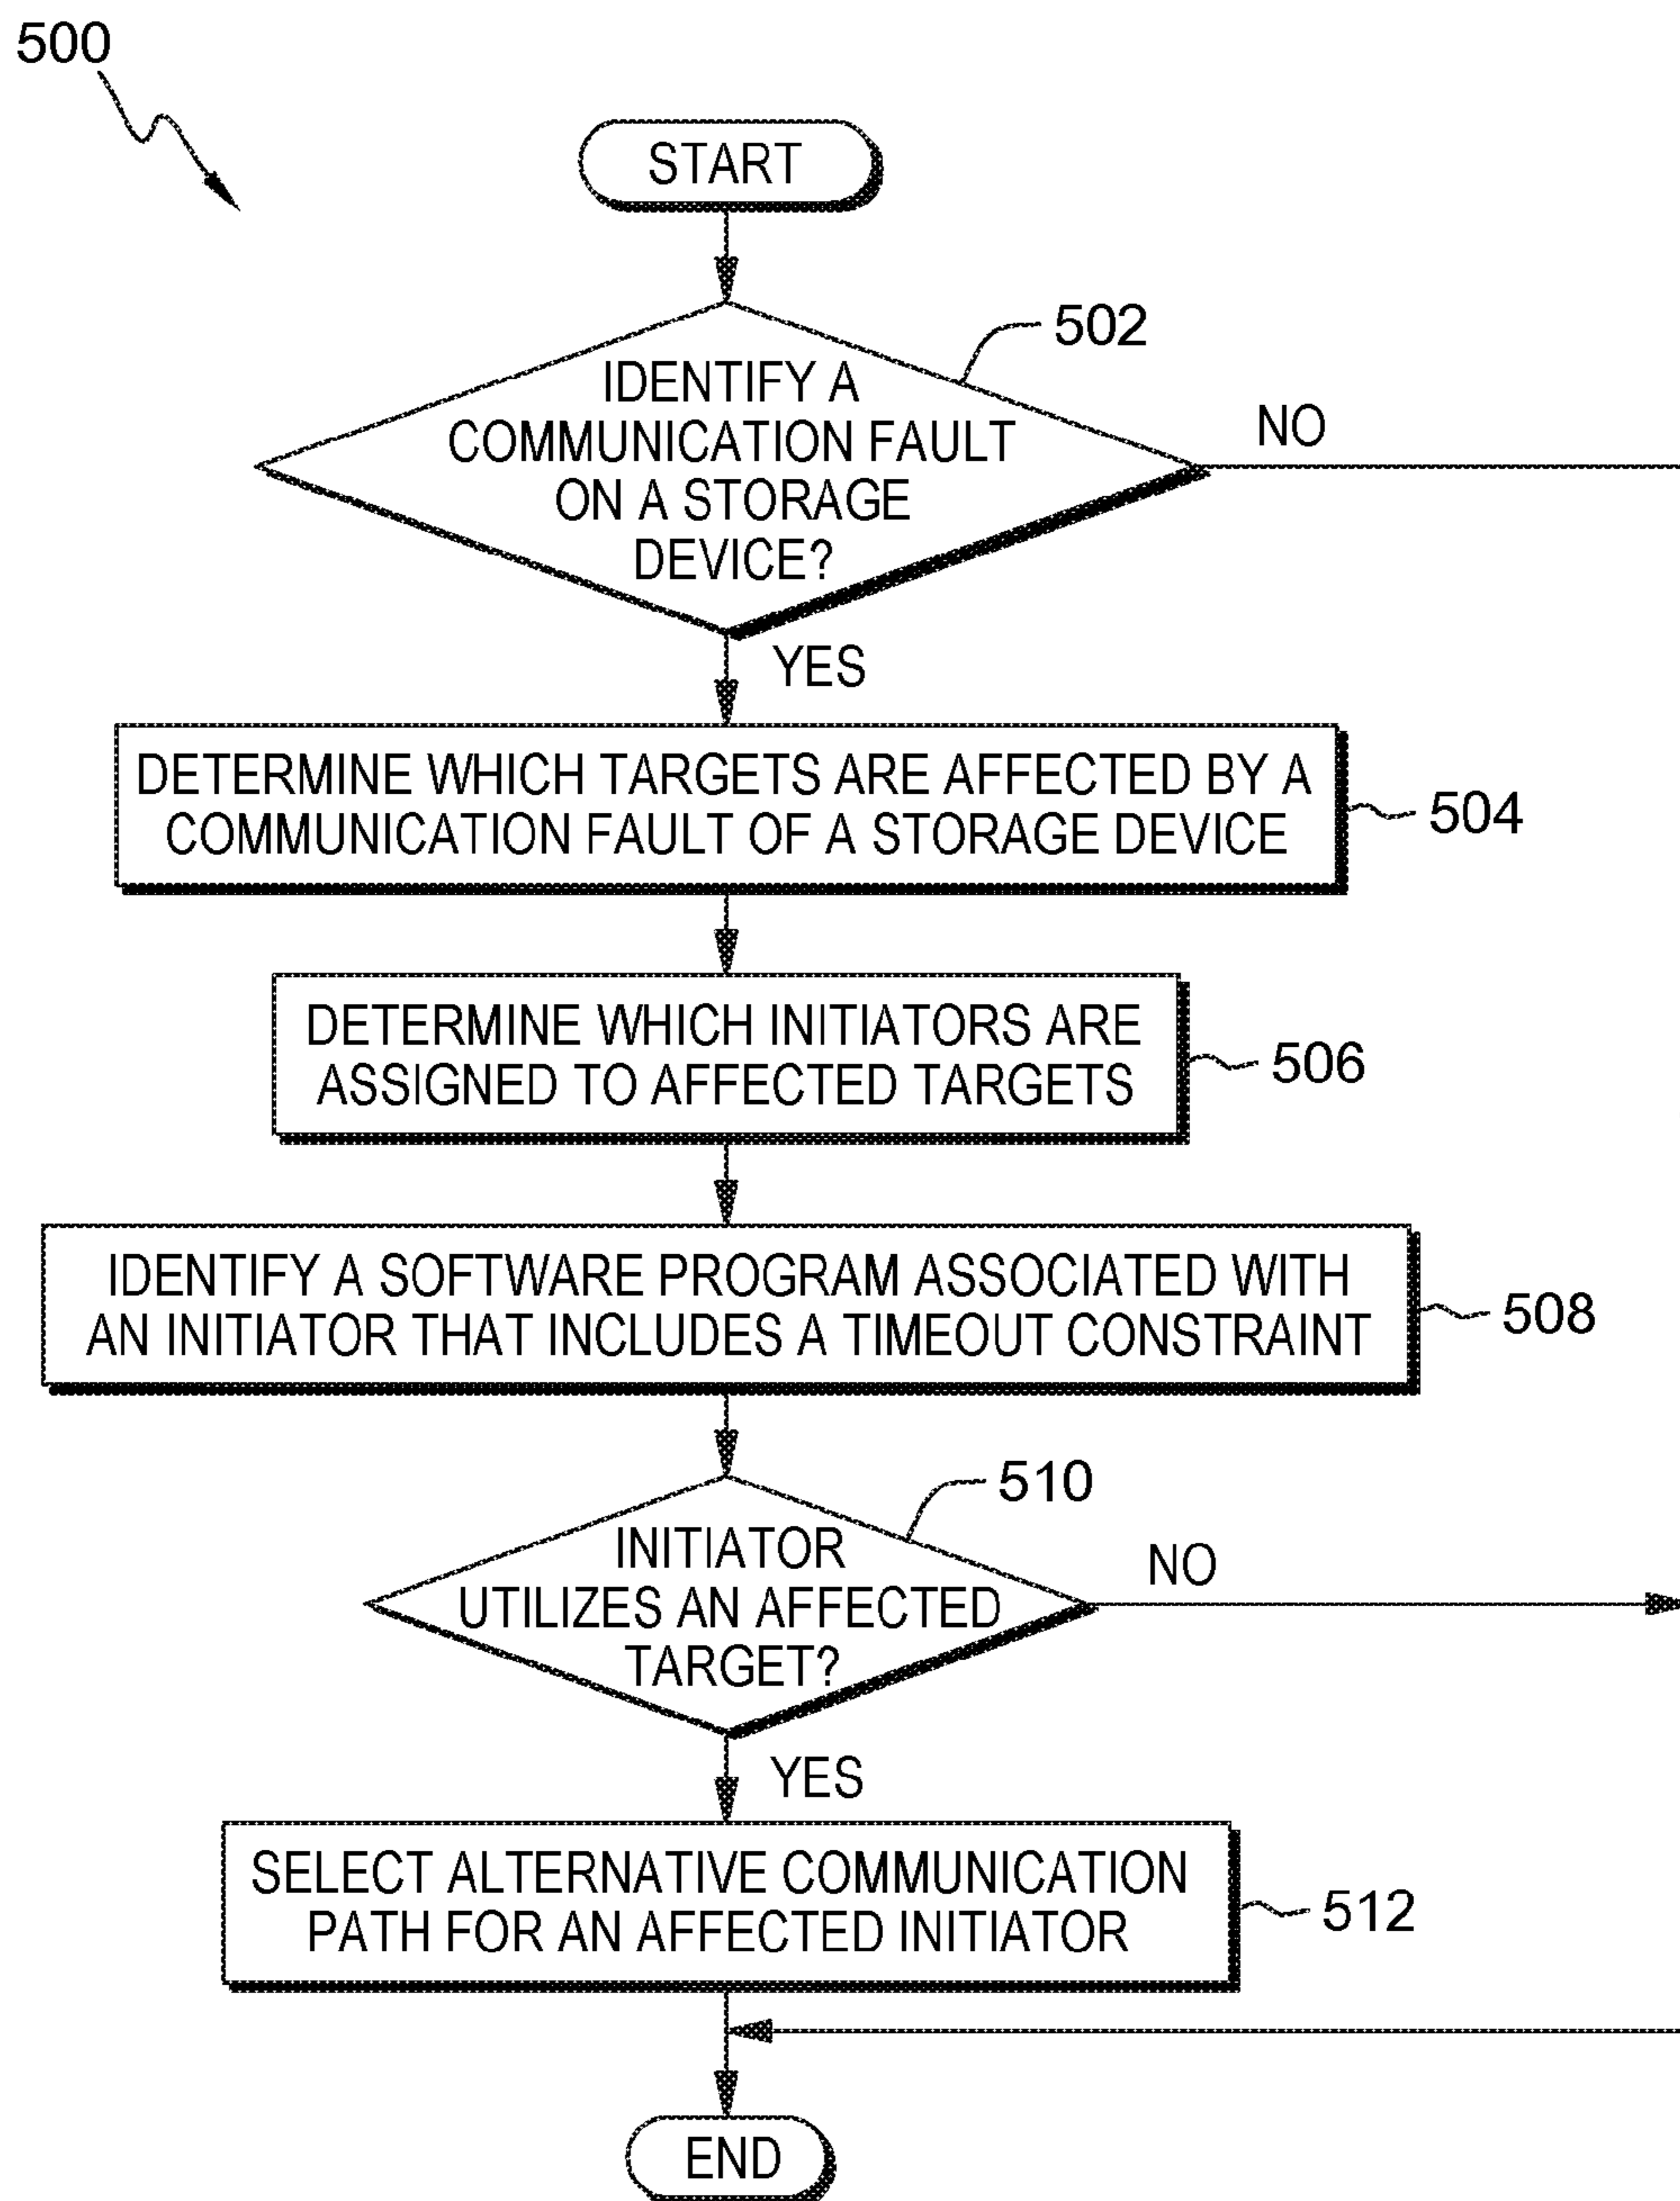 500
START
502
IDENTIFY A
COMMUNICATION FAULT
ON A STORAGE
DEVICE?
NO
YES
DETERMINE WHICH TARGETS ARE AFFECTED BY A
COMMUNICATION FAULT OF A STORAGE DEVICE
504
DETERMINE WHICH INITIATORS ARE
ASSIGNED TO AFFECTED TARGETS
506
IDENTIFY A SOFTWARE PROGRAM ASSOCIATED WITH
AN INITIATOR THAT INCLUDES A TIMEOUT CONSTRAINT
508
510
INITIATOR
UTILIZES AN AFFECTED
TARGET?
NO
YES
SELECT ALTERNATIVE COMMUNICATION
PATH FOR AN AFFECTED INITIATOR
512
END